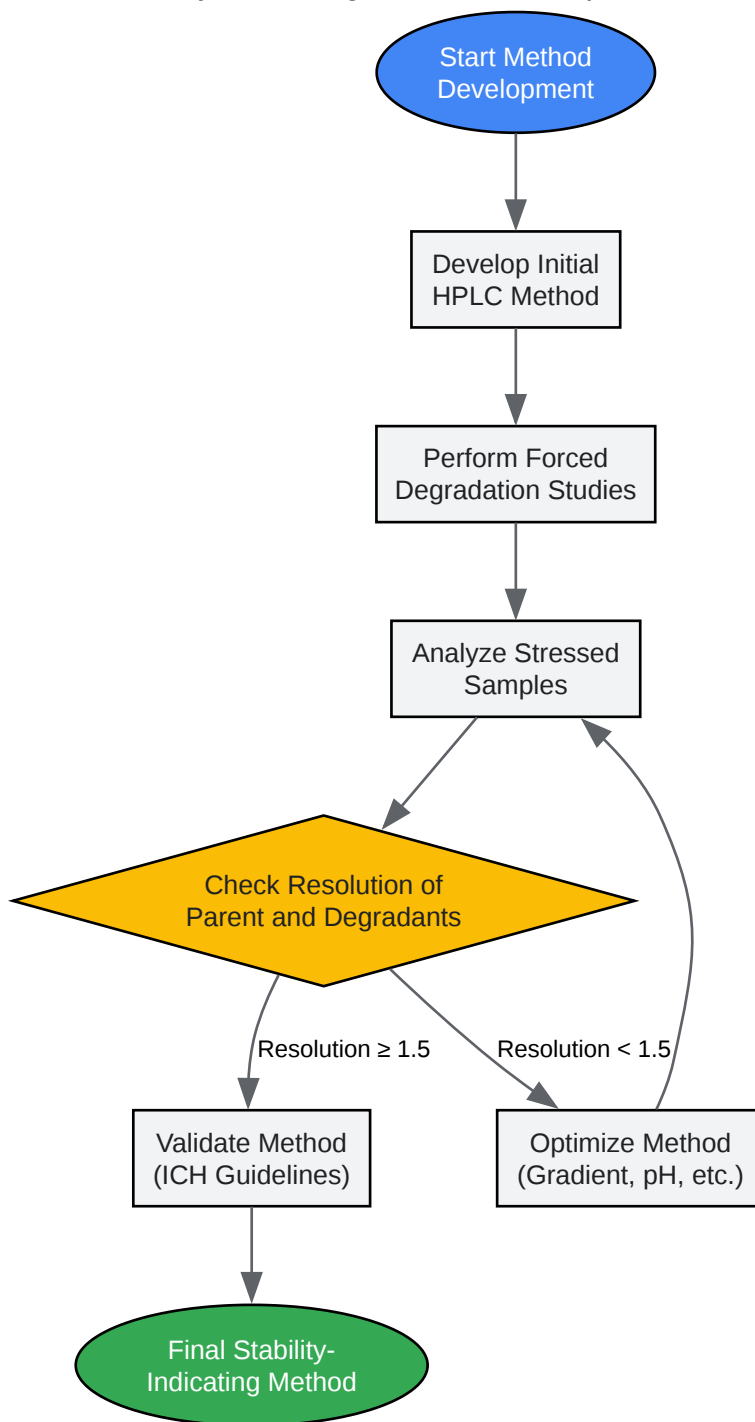 Start Method
Development
Develop Initial
HPLC Method
Perform Forced
Degradation Studies
Analyze Stressed
Samples
Check Resolution of
Parent and Degradants
Resolution ≥ 1.5
Resolution < 1.5
Validate Method
(ICH Guidelines)
Optimize Method
(Gradient, pH, etc.)
Final Stability-
Indicating Method